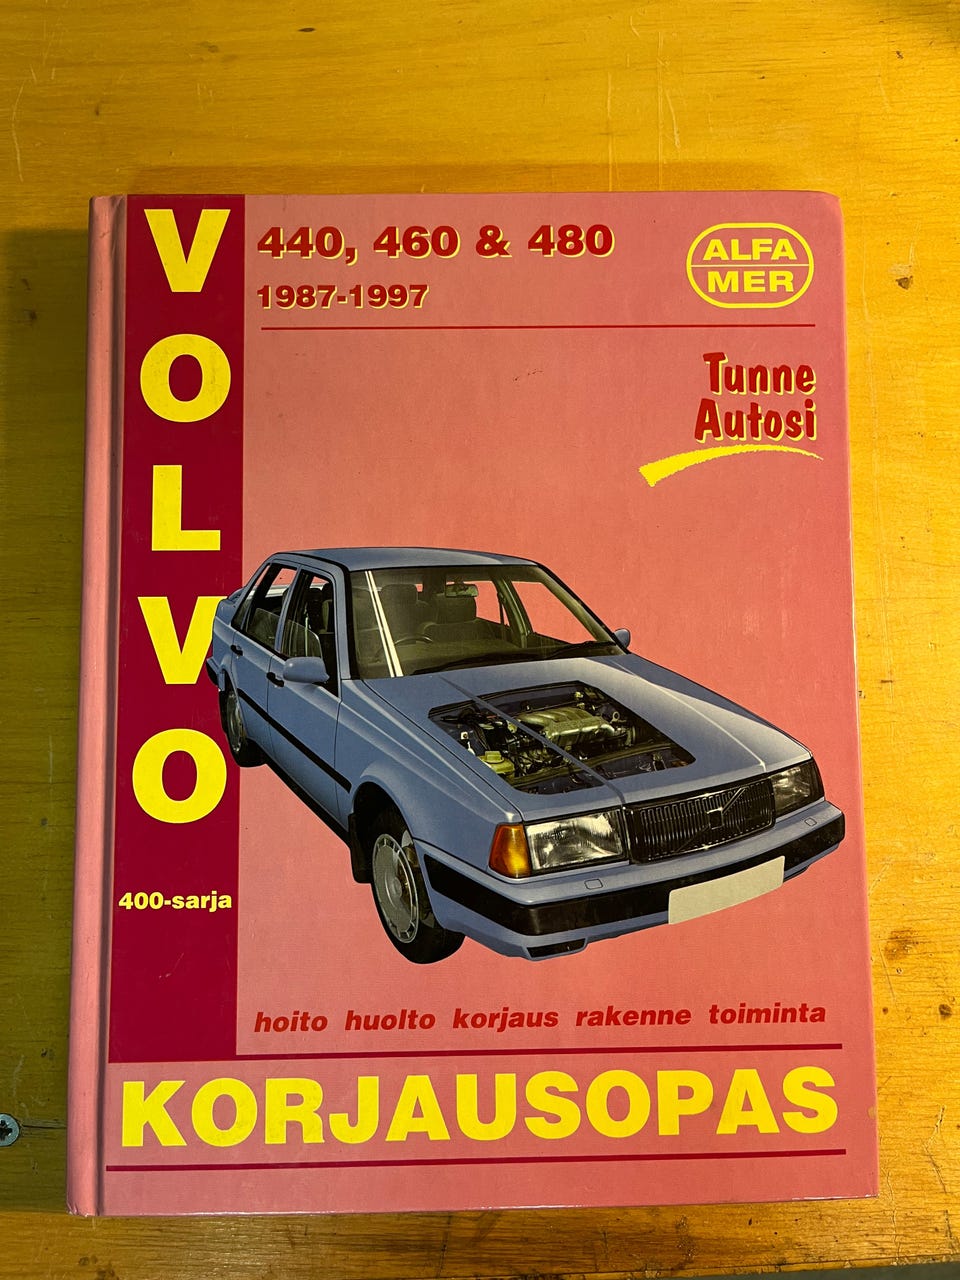 VOLVO
400-sarja
440, 460 & 480
1987-1997
ALFA
MER
Tunne
Autosi
hoito huolto korjaus rakenne toiminta
KORJAUSOPAS